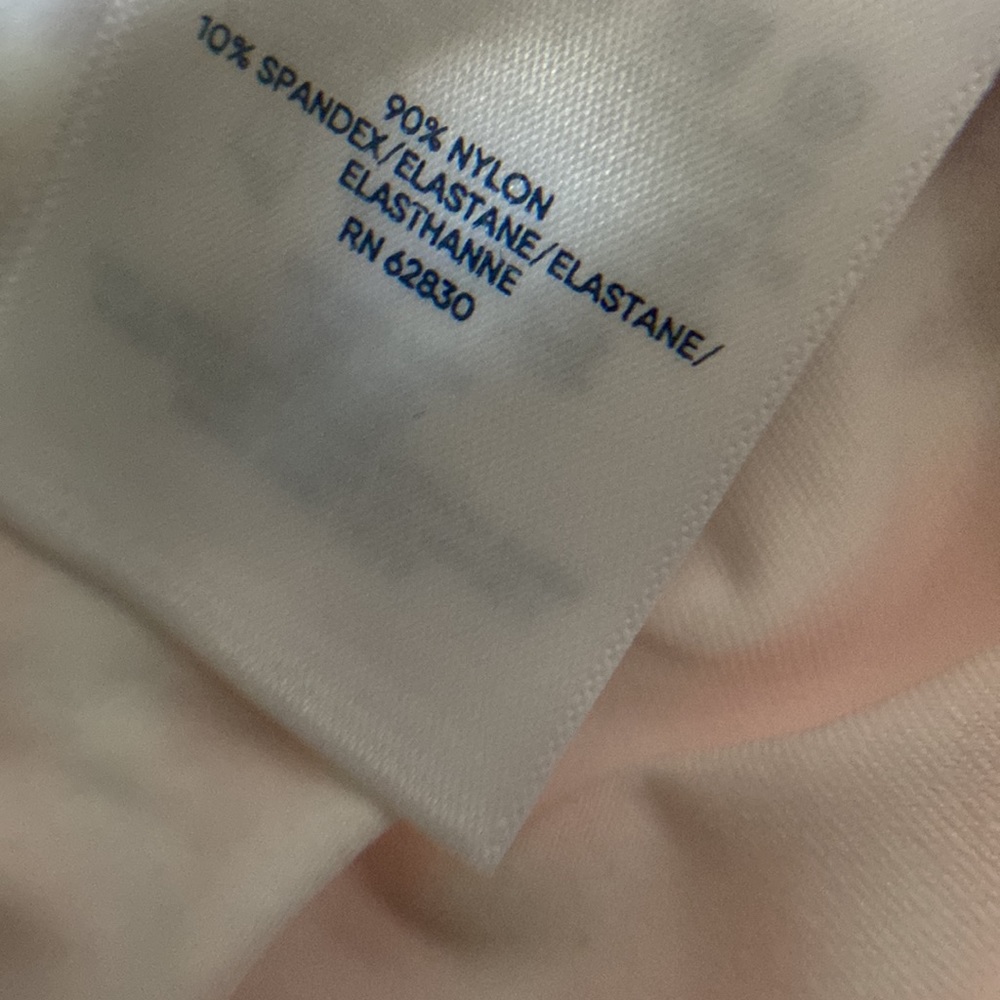 90% NYLON
10% SPANDEX/ELASTANE/ELASTANE/
ELASTHANNE
RN 62830